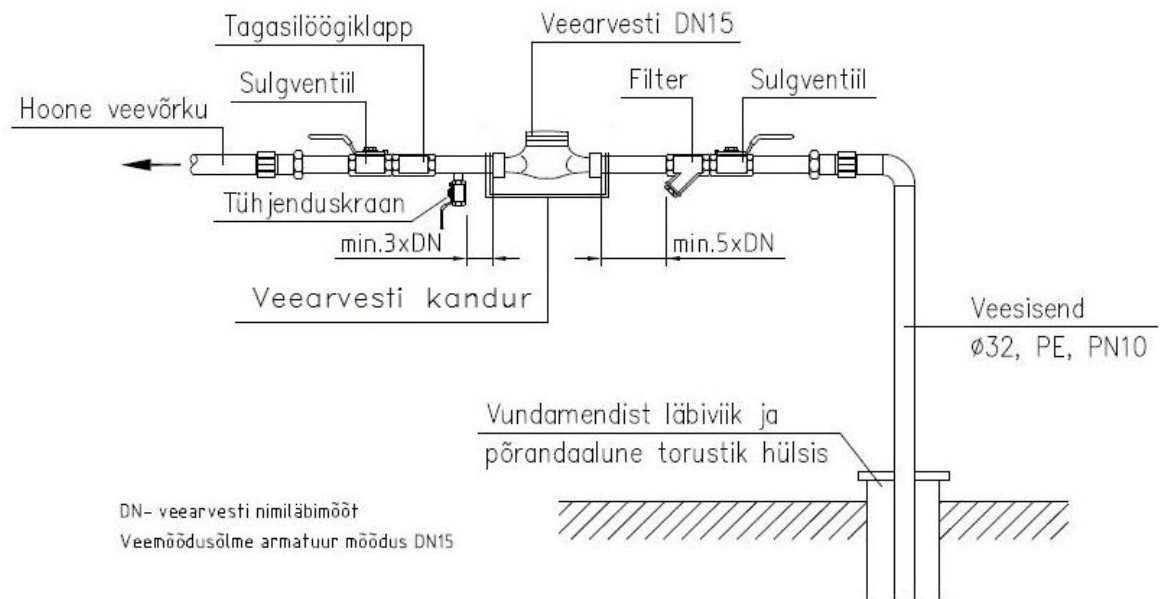 Tagasilöögiklapp
Veearvesti DN15
Sulgventiil
Filter
Sulgventiil
Hoone veevõrku
Tühjenduskraan
min.3xDN
min.5xDN
Veearvesti kandur
Veesisend
ø32, PE, PN10
Vundamendist läbiviik ja
põrandaalune torustik hülsis
DN- veearvesti nimiläbimõõt
Veemõõdusõlme armatuur mõõdus DN15